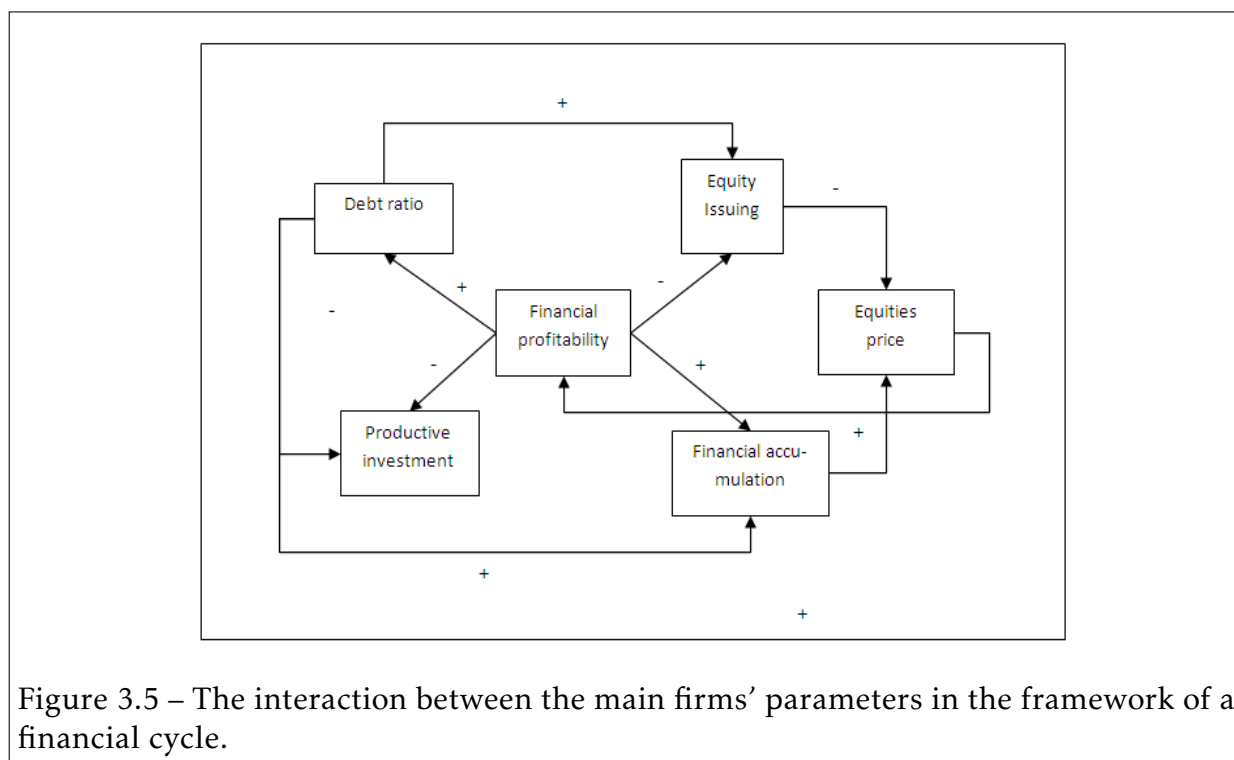 +
Equity
Issuing
-
Debt ratio
+
-
-
Financial
profitability
Equities
price
-
+
Productive
investment
+
Financial accu-
mulation
+
+
Figure 3.5 – The interaction between the main firms’ parameters in the framework of a
financial cycle.